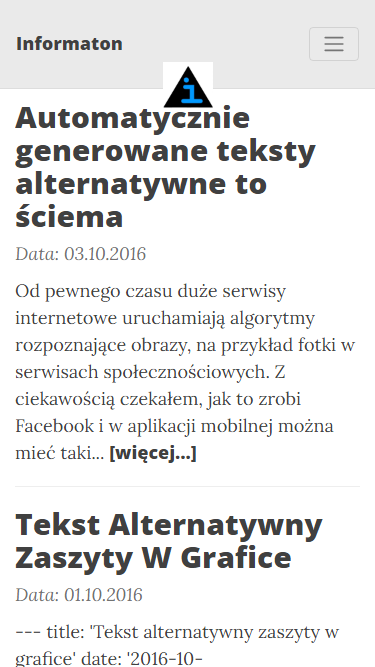 Informaton
i
Automatycznie
generowane teksty
alternatywne to
ściema
Data: 03.10.2016
Od pewnego czasu duże serwisy
internetowe uruchamiają algorytmy
rozpoznające obrazy, na przykład fotki w
serwisach społecznościowych. Z
ciekawością czekałem, jak to zrobi
Facebook i w aplikacji mobilnej można
mieć taki... [więcej...]
Tekst Alternatywny
Zaszyty W Grafice
Data: 01.10.2016
--- title: 'Tekst alternatywny zaszyty w
grafice' date: '2016-10-